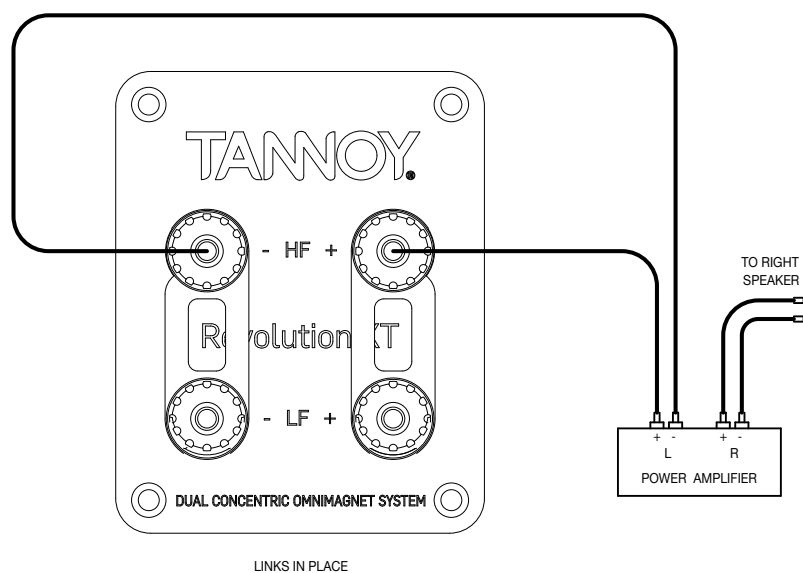 TANNOY®
- HF +
TO RIGHT
SPEAKER
Revolution XT
- LF +
+ - + -
L R
POWER AMPLIFIER
DUAL CONCENTRIC OMNIMAGNET SYSTEM
LINKS IN PLACE